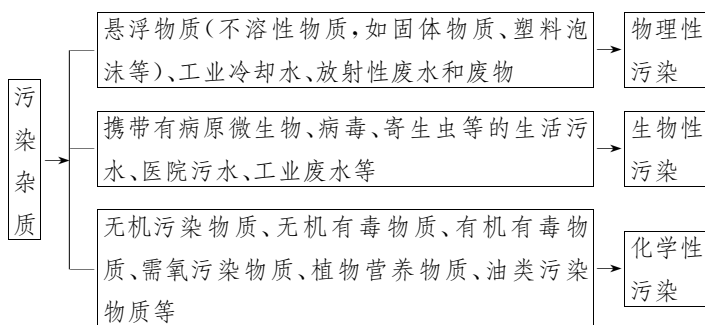 污
染
杂
质
悬浮物质(不溶性物质,如固体物质、塑料泡
沫等)、工业冷却水、放射性废水和废物
物理性
污染
携带有病原微生物、病毒、寄生虫等的生活污
水、医院污水、工业废水等
生物性
污染
无机污染物质、无机有毒物质、有机有毒物
质、需氧污染物质、植物营养物质、油类污染
物质等
化学性
污染